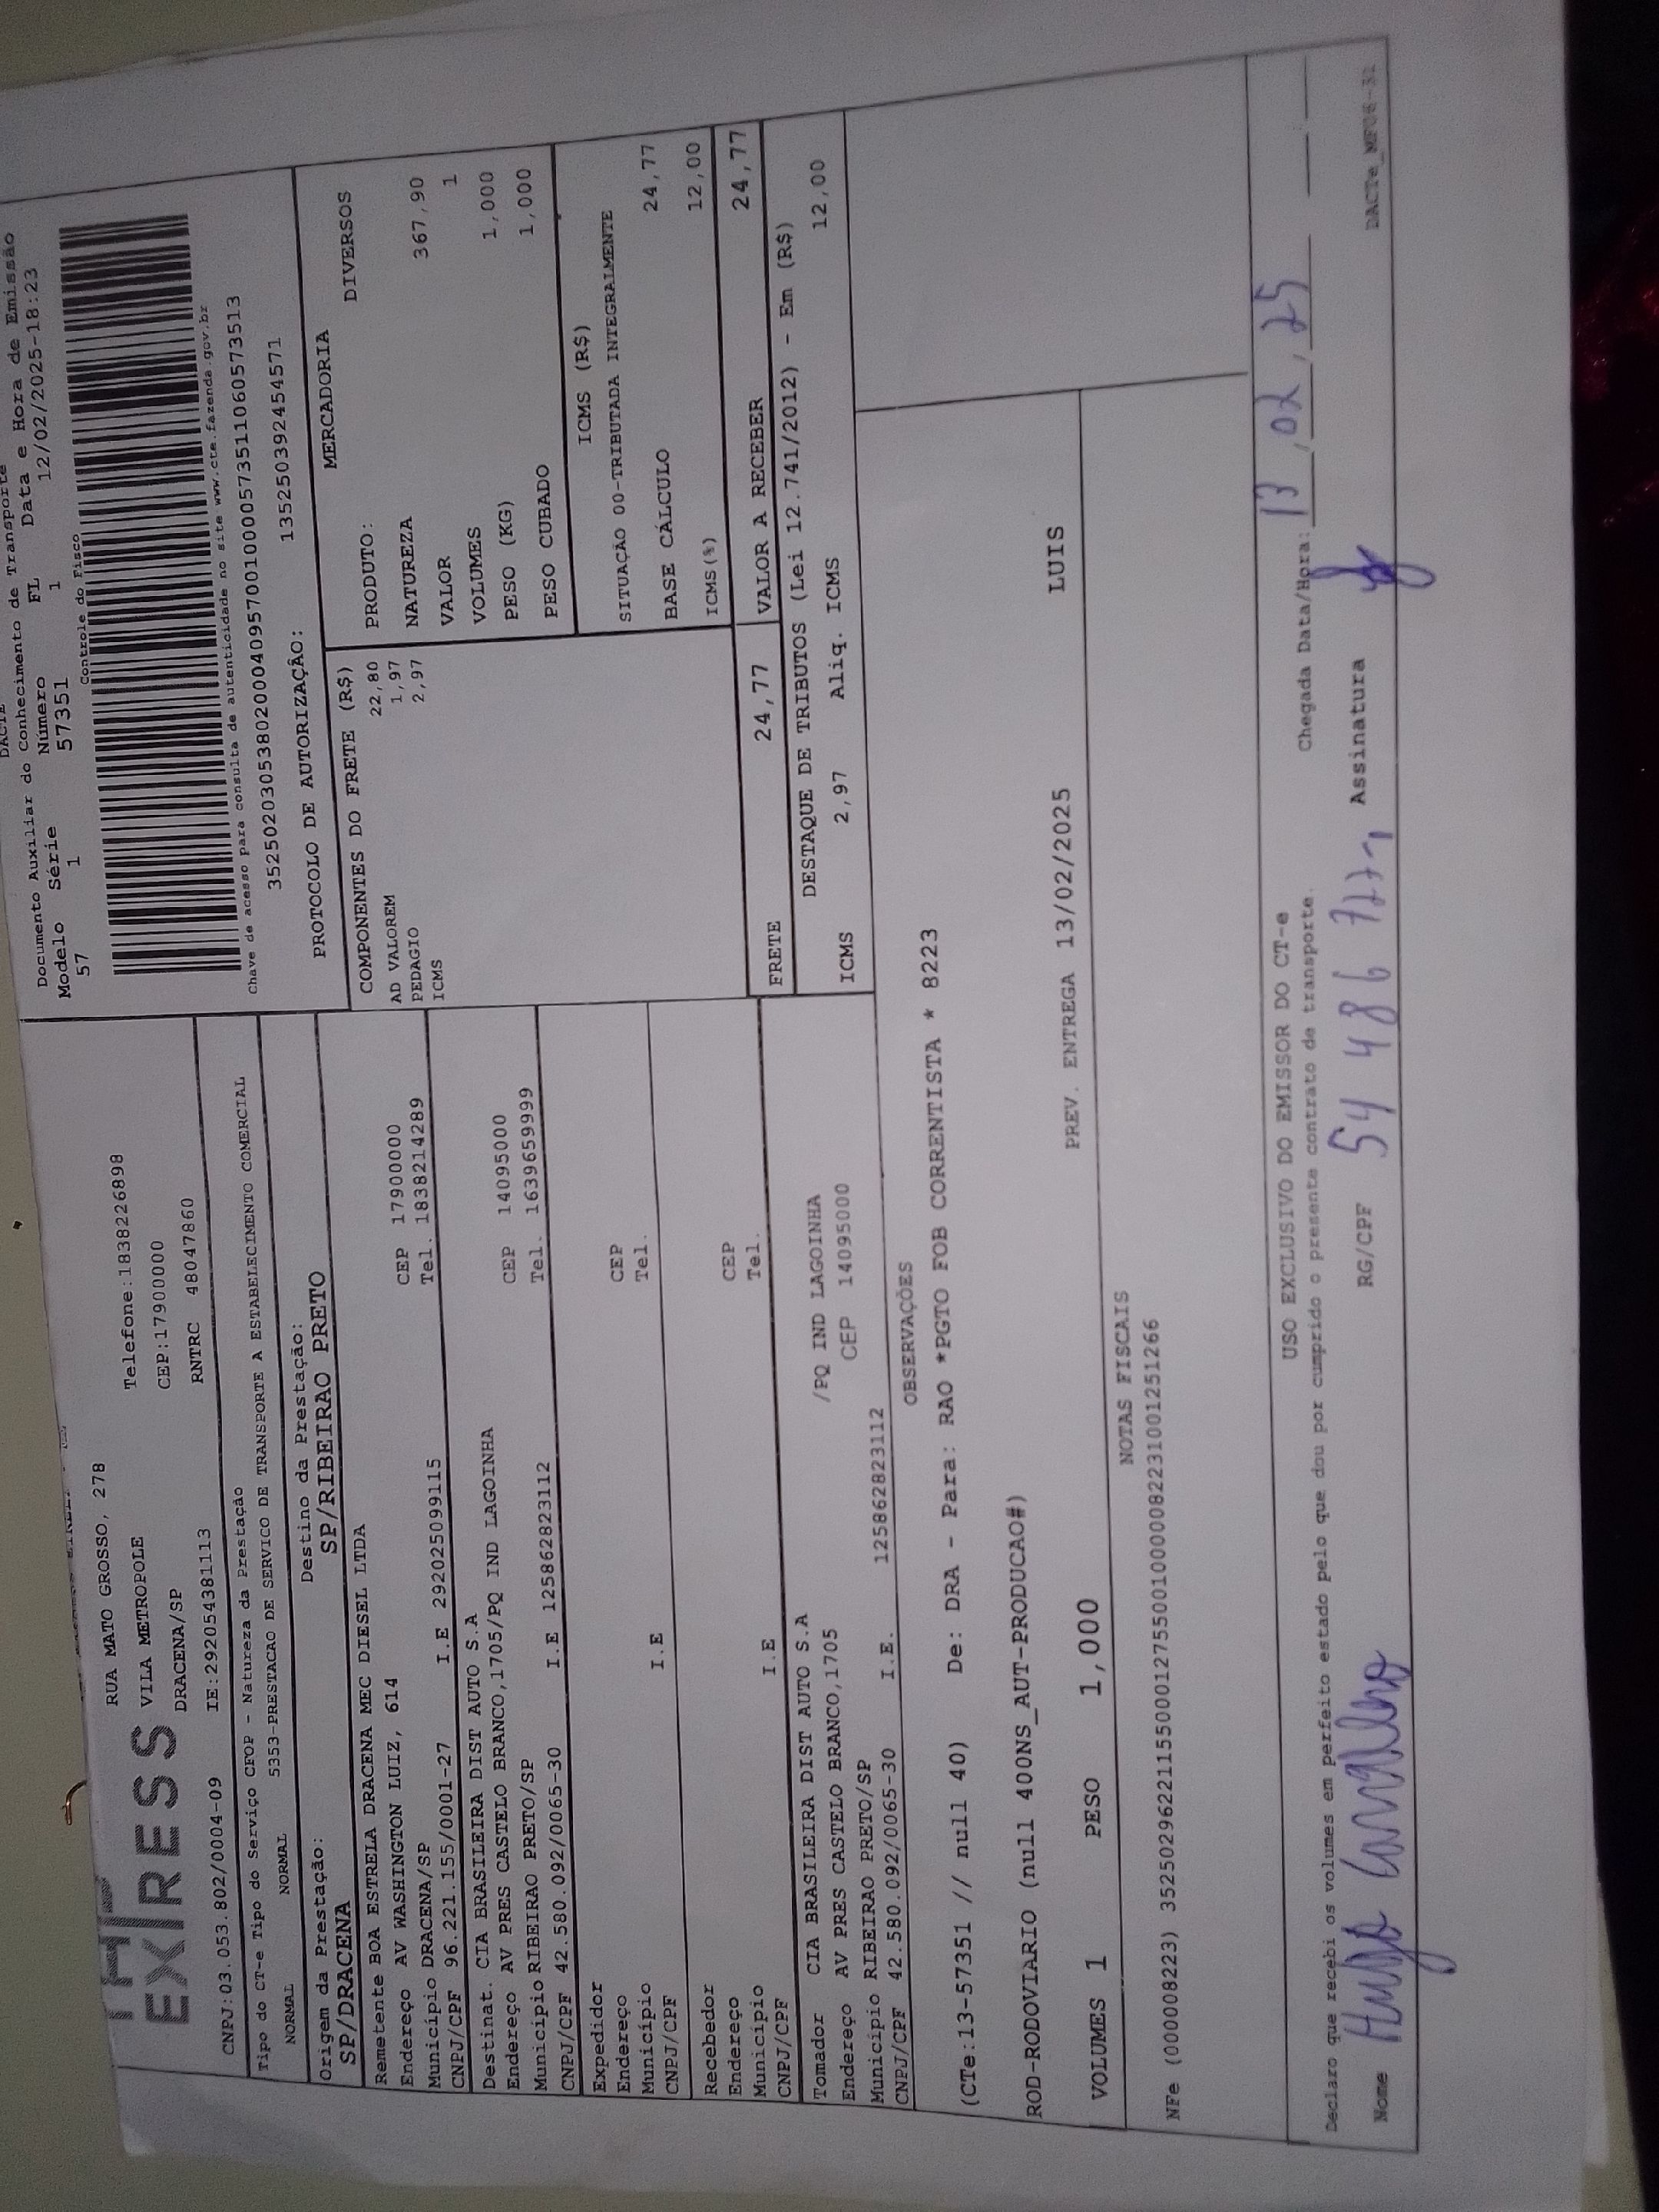 EXPRESS
RUA MATO GROSSO, 278
Telefone:1838226898
VILA METROPOLE
CEP:17900000
DRACENA/SP
RNTRC 48047860
CNPJ:03.053.802/0004-09
IE:292054381113
Tipo do CT-e Tipo do Serviço CFOP - Natureza da Prestação
NORMAL NORMAL 5353-PRESTACAO DE SERVICO DE TRANSPORTE A ESTABELECIMENTO COMERCIAL
Origem da Prestação: Destino da Prestação:
SP/DRACENA SP/RIBEIRAO PRETO
DACTE
Documento Auxiliar do Conhecimento de Transporte
Modelo Série Número FL Data e Hora de Emissão
57 1 57351 1 12/02/2025-18:23
Controle do Fisco
Chave de acesso para consulta de autenticidade no site www.cte.fazenda.gov.br
35250203053802000409570010000573511060573513
PROTOCOLO DE AUTORIZAÇÃO: 135250392454571
Remetente BOA ESTRELA DRACENA MEC DIESEL LTDA
Endereço AV WASHINGTON LUIZ, 614 CEP 17900000
Município DRACENA/SP Tel. 1838214289
CNPJ/CPF 96.221.155/0001-27 I.E 292025099115
Destinat. CIA BRASILEIRA DIST AUTO S.A
Endereço AV PRES CASTELO BRANCO,1705/PQ IND LAGOINHA CEP 14095000
Município RIBEIRAO PRETO/SP Tel. 1639659999
CNPJ/CPF 42.580.092/0065-30 I.E 125862823112
Expedidor
Endereço CEP
Município Tel.
CNPJ/CPF I.E
Recebedor
Endereço CEP
Município Tel.
CNPJ/CPF I.E
Tomador CIA BRASILEIRA DIST AUTO S.A
Endereço AV PRES CASTELO BRANCO,1705 /PQ IND LAGOINHA
Município RIBEIRAO PRETO/SP CEP 14095000
CNPJ/CPF 42.580.092/0065-30 I.E. 125862823112
COMPONENTES DO FRETE (R$)
22,80
AD VALOREM 1,97
PEDAGIO 2,97
ICMS
MERCADORIA
PRODUTO: DIVERSOS
NATUREZA
VALOR 367,90
VOLUMES 1
PESO (KG) 1,000
PESO CUBADO 1,000
ICMS (R$)
SITUAÇÃO 00-TRIBUTADA INTEGRALMENTE
BASE CÁLCULO 24,77
ICMS(%) 12,00
FRETE 24,77 VALOR A RECEBER 24,77
DESTAQUE DE TRIBUTOS (Lei 12.741/2012) - Em (R$)
ICMS 2,97 Aliq. ICMS 12,00
OBSERVAÇÕES
(CTe:13-57351 // null 40) De: DRA - Para: RAO *PGTO FOB CORRENTISTA * 8223
ROD-RODOVIARIO (null 400NS_AUT-PRODUCAO#)
PREV. ENTREGA 13/02/2025 LUIS
VOLUMES 1 PESO 1,000
NOTAS FISCAIS
NFe (000008223) 35250296221155000127550010000082231001251266
USO EXCLUSIVO DO EMISSOR DO CT-e
Declaro que recebi os volumes em perfeito estado pelo que dou por cumprido o presente contrato de transporte.
Chegada Data/Hora: 13/02/25
Nome Carvalho RG/CPF 54 486 Assinatura
DACTe_MF06-31